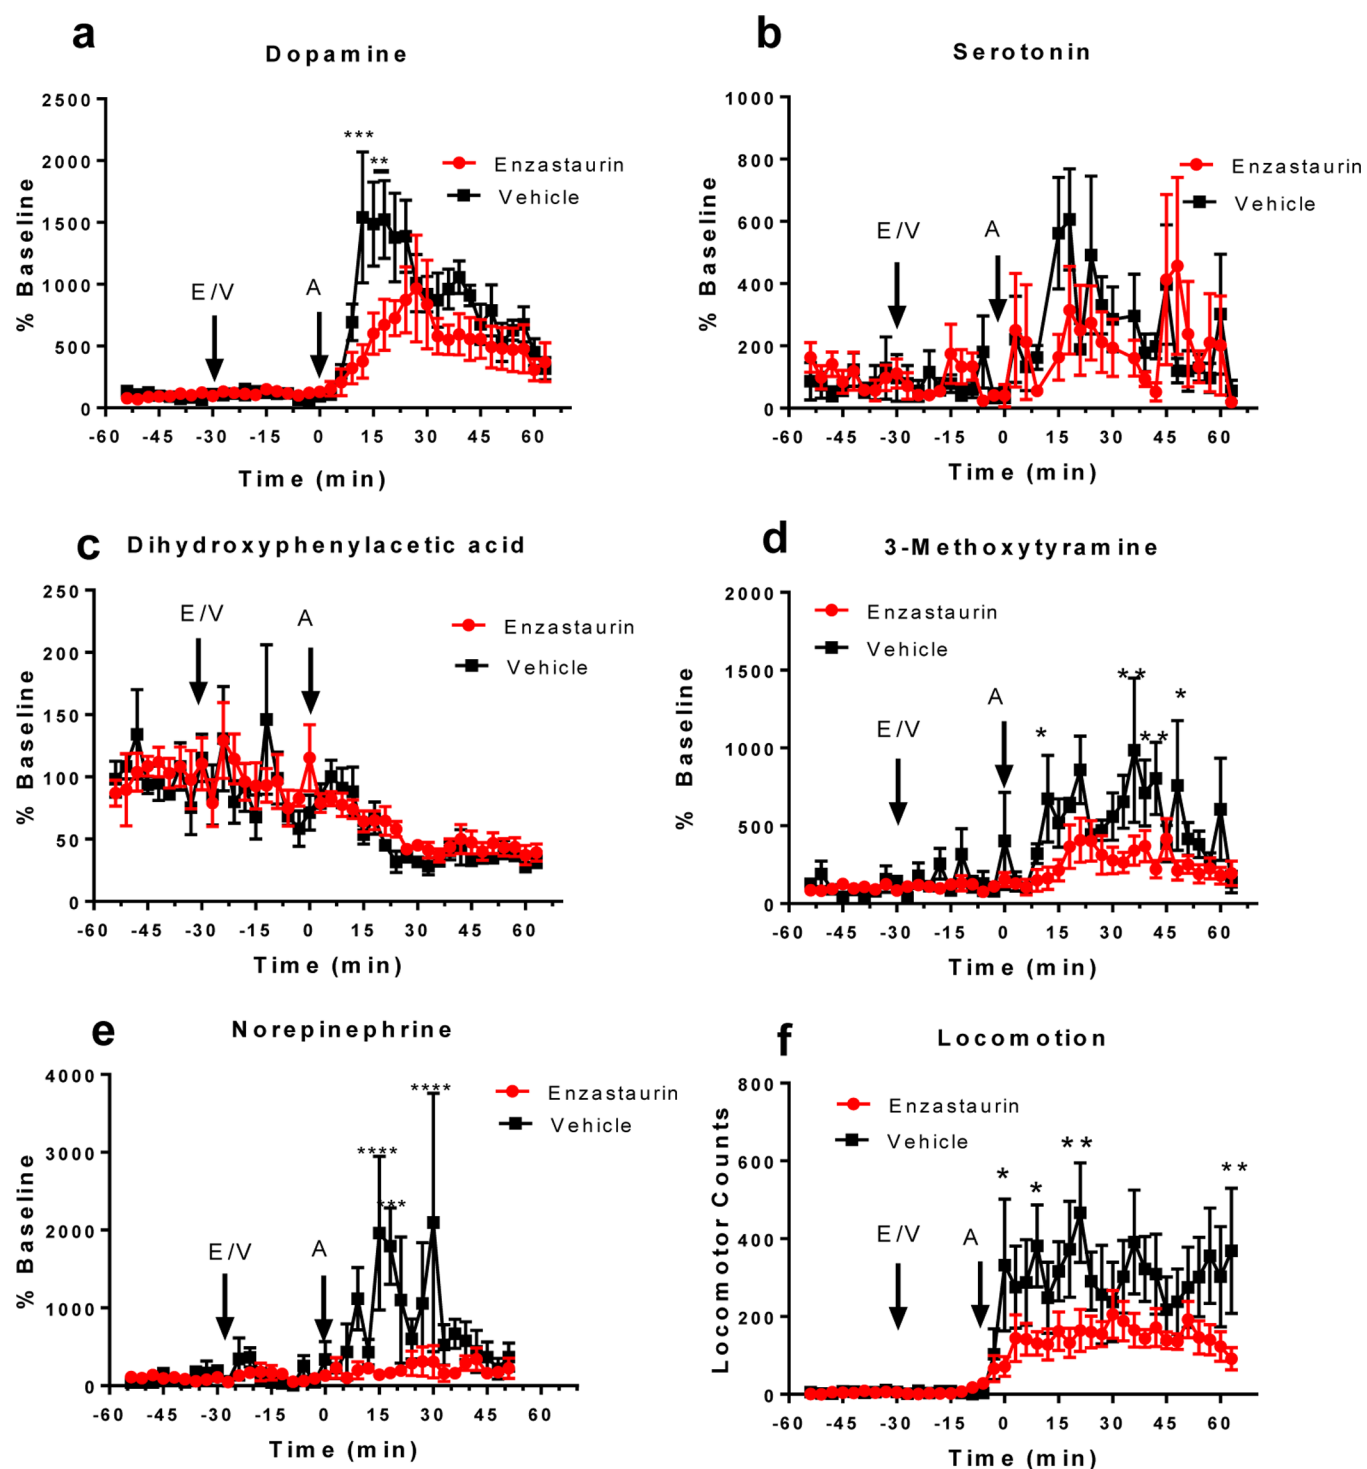 a
Dopamine
2500
2000
1500
1000
500
0
% Baseline
E/V
A
***
**
Enzastaurin
Vehicle
-60 -45 -30 -15 0 15 30 45 60
Time (min)
b
Serotonin
1000
800
600
400
200
0
% Baseline
E/V
A
Enzastaurin
Vehicle
-60 -45 -30 -15 0 15 30 45 60
Time (min)
c
Dihydroxyphenylacetic acid
250
200
150
100
50
0
% Baseline
E/V
A
Enzastaurin
Vehicle
-60 -45 -30 -15 0 15 30 45 60
Time (min)
d
3-Methoxytyramine
2000
1500
1000
500
0
% Baseline
Enzastaurin
Vehicle
E/V
A
*
**
**
*
-60 -45 -30 -15 0 15 30 45 60
Time (min)
e
Norepinephrine
4000
3000
2000
1000
0
% Baseline
E/V
A
****
***
****
Enzastaurin
Vehicle
-60 -45 -30 -15 0 15 30 45 60
Time (min)
f
Locomotion
800
600
400
200
0
Locomotor Counts
Enzastaurin
Vehicle
E/V
A
*
*
**
**
-60 -45 -30 -15 0 15 30 45 60
Time (min)